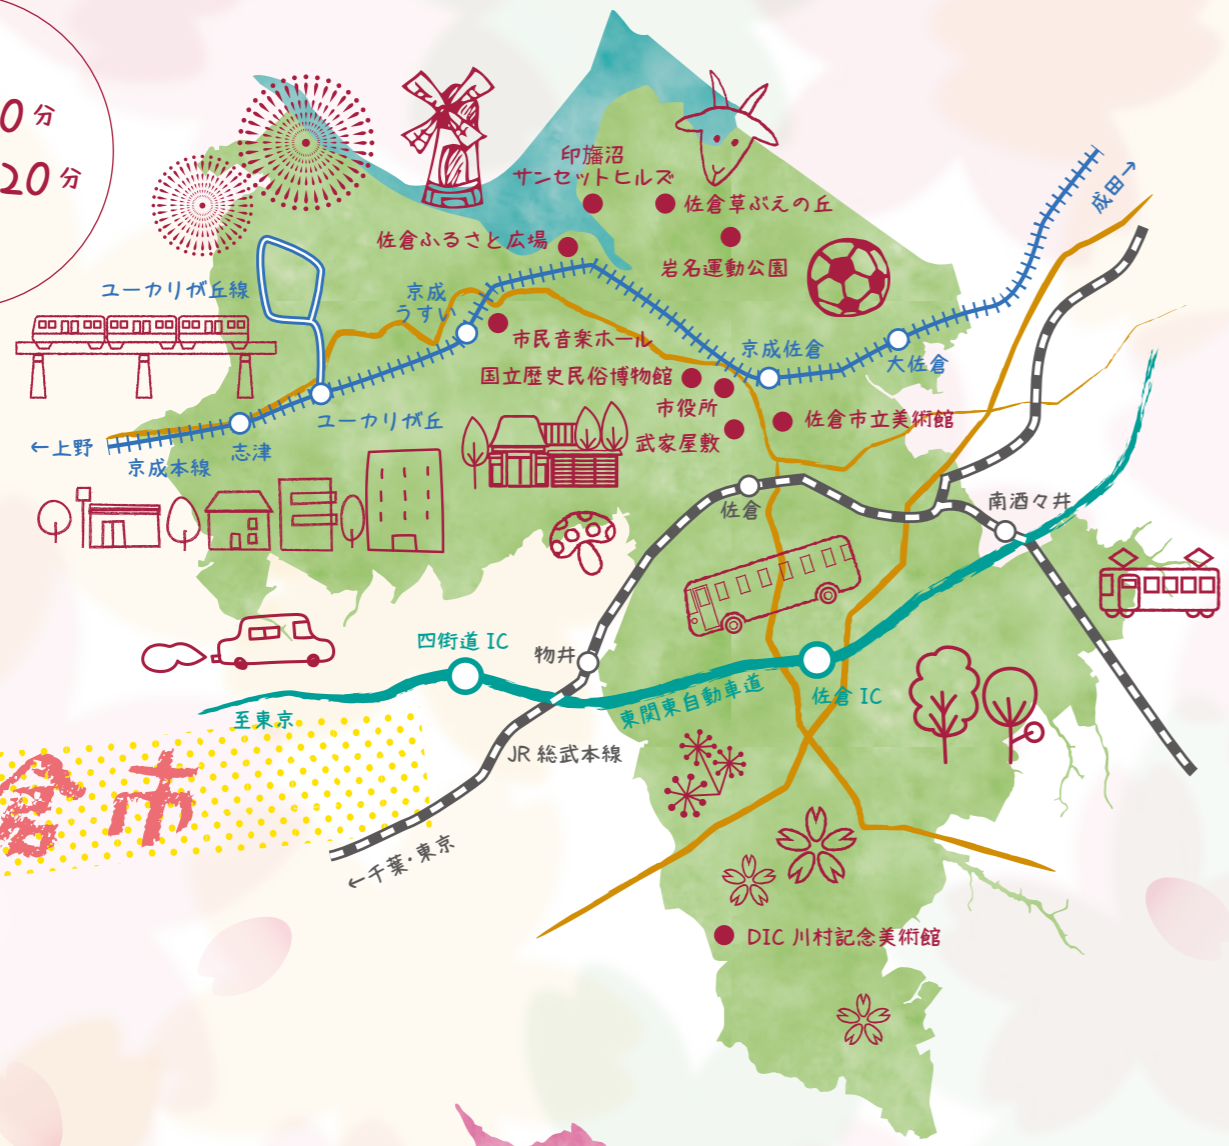 0分
20分
印旛沼
サンセットヒルズ
佐倉草ぶえの丘
成田→
佐倉ふるさと広場
岩名運動公園
ユーカリが丘線
京成
うすい
市民音楽ホール
京成佐倉
大佐倉
国立歴史民俗博物館
市役所
佐倉市立美術館
武家屋敷
ユーカリが丘
←上野
志津
京成本線
佐倉
南酒々井
四街道 IC
物井
佐倉 IC
東関東自動車道
至東京
JR 総武本線
倉市
←千葉・東京
DIC 川村記念美術館